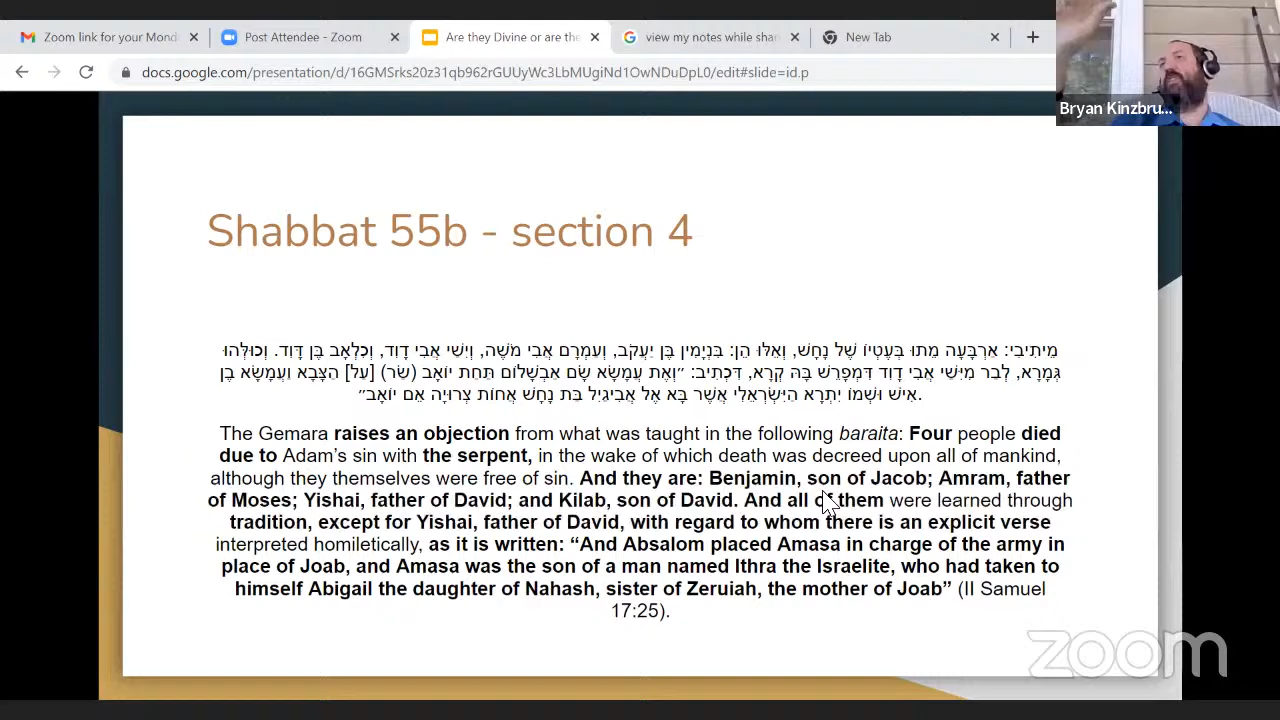 Zoom link for your Mond
Post Attendee - Zoom
Are they Divine or are the
view my notes while shar
New Tab
docs.google.com/presentation/d/16GMSrks20z31qb962rGUUyWc3LbMUgiNd1OwNDuDpL0/edit#slide=id.p
Bryan Kinzbru...
Shabbat 55b - section 4
מֵיתִיבִי: אַרְבָּעָה מֵתוּ בְּעֶטְיוֹ שֶׁל נָחָשׁ, וְאֵלּוּ הֵן: בִּנְיָמִין בֶּן יַעֲקֹב, וְעַמְרָם אֲבִי מֹשֶׁה, וְיִשַׁי אֲבִי דָוִד, וְכִלְאָב בֶּן דָּוִד. וְכוּלְּהוּ
גְּמָרָא, לְבַר מִיִּשַׁי אֲבִי דָוִד דִּמְפָרֵשׁ בֵּהּ קְרָא, דִּכְתִיב: ״וְאֶת עֲמָשָׂא שָׂם אַבְשָׁלוֹם תַּחַת יוֹאָב (שַׂר) [עַל] הַצָּבָא וַעֲמָשָׂא בֶן
אִישׁ וּשְׁמוֹ יִתְרָא הַיִּשְׂרְאֵלִי אֲשֶׁר בָּא אֶל אֲבִיגַיִל בַּת נָחָשׁ אֲחוֹת צְרוּיָה אֵם יוֹאָב״.
The Gemara raises an objection from what was taught in the following baraita: Four people died
due to Adam's sin with the serpent, in the wake of which death was decreed upon all of mankind,
although they themselves were free of sin. And they are: Benjamin, son of Jacob; Amram, father
of Moses; Yishai, father of David; and Kilab, son of David. And all of them were learned through
tradition, except for Yishai, father of David, with regard to whom there is an explicit verse
interpreted homiletically, as it is written: “And Absalom placed Amasa in charge of the army in
place of Joab, and Amasa was the son of a man named Ithra the Israelite, who had taken to
himself Abigail the daughter of Nahash, sister of Zeruiah, the mother of Joab” (II Samuel
17:25).
zoom